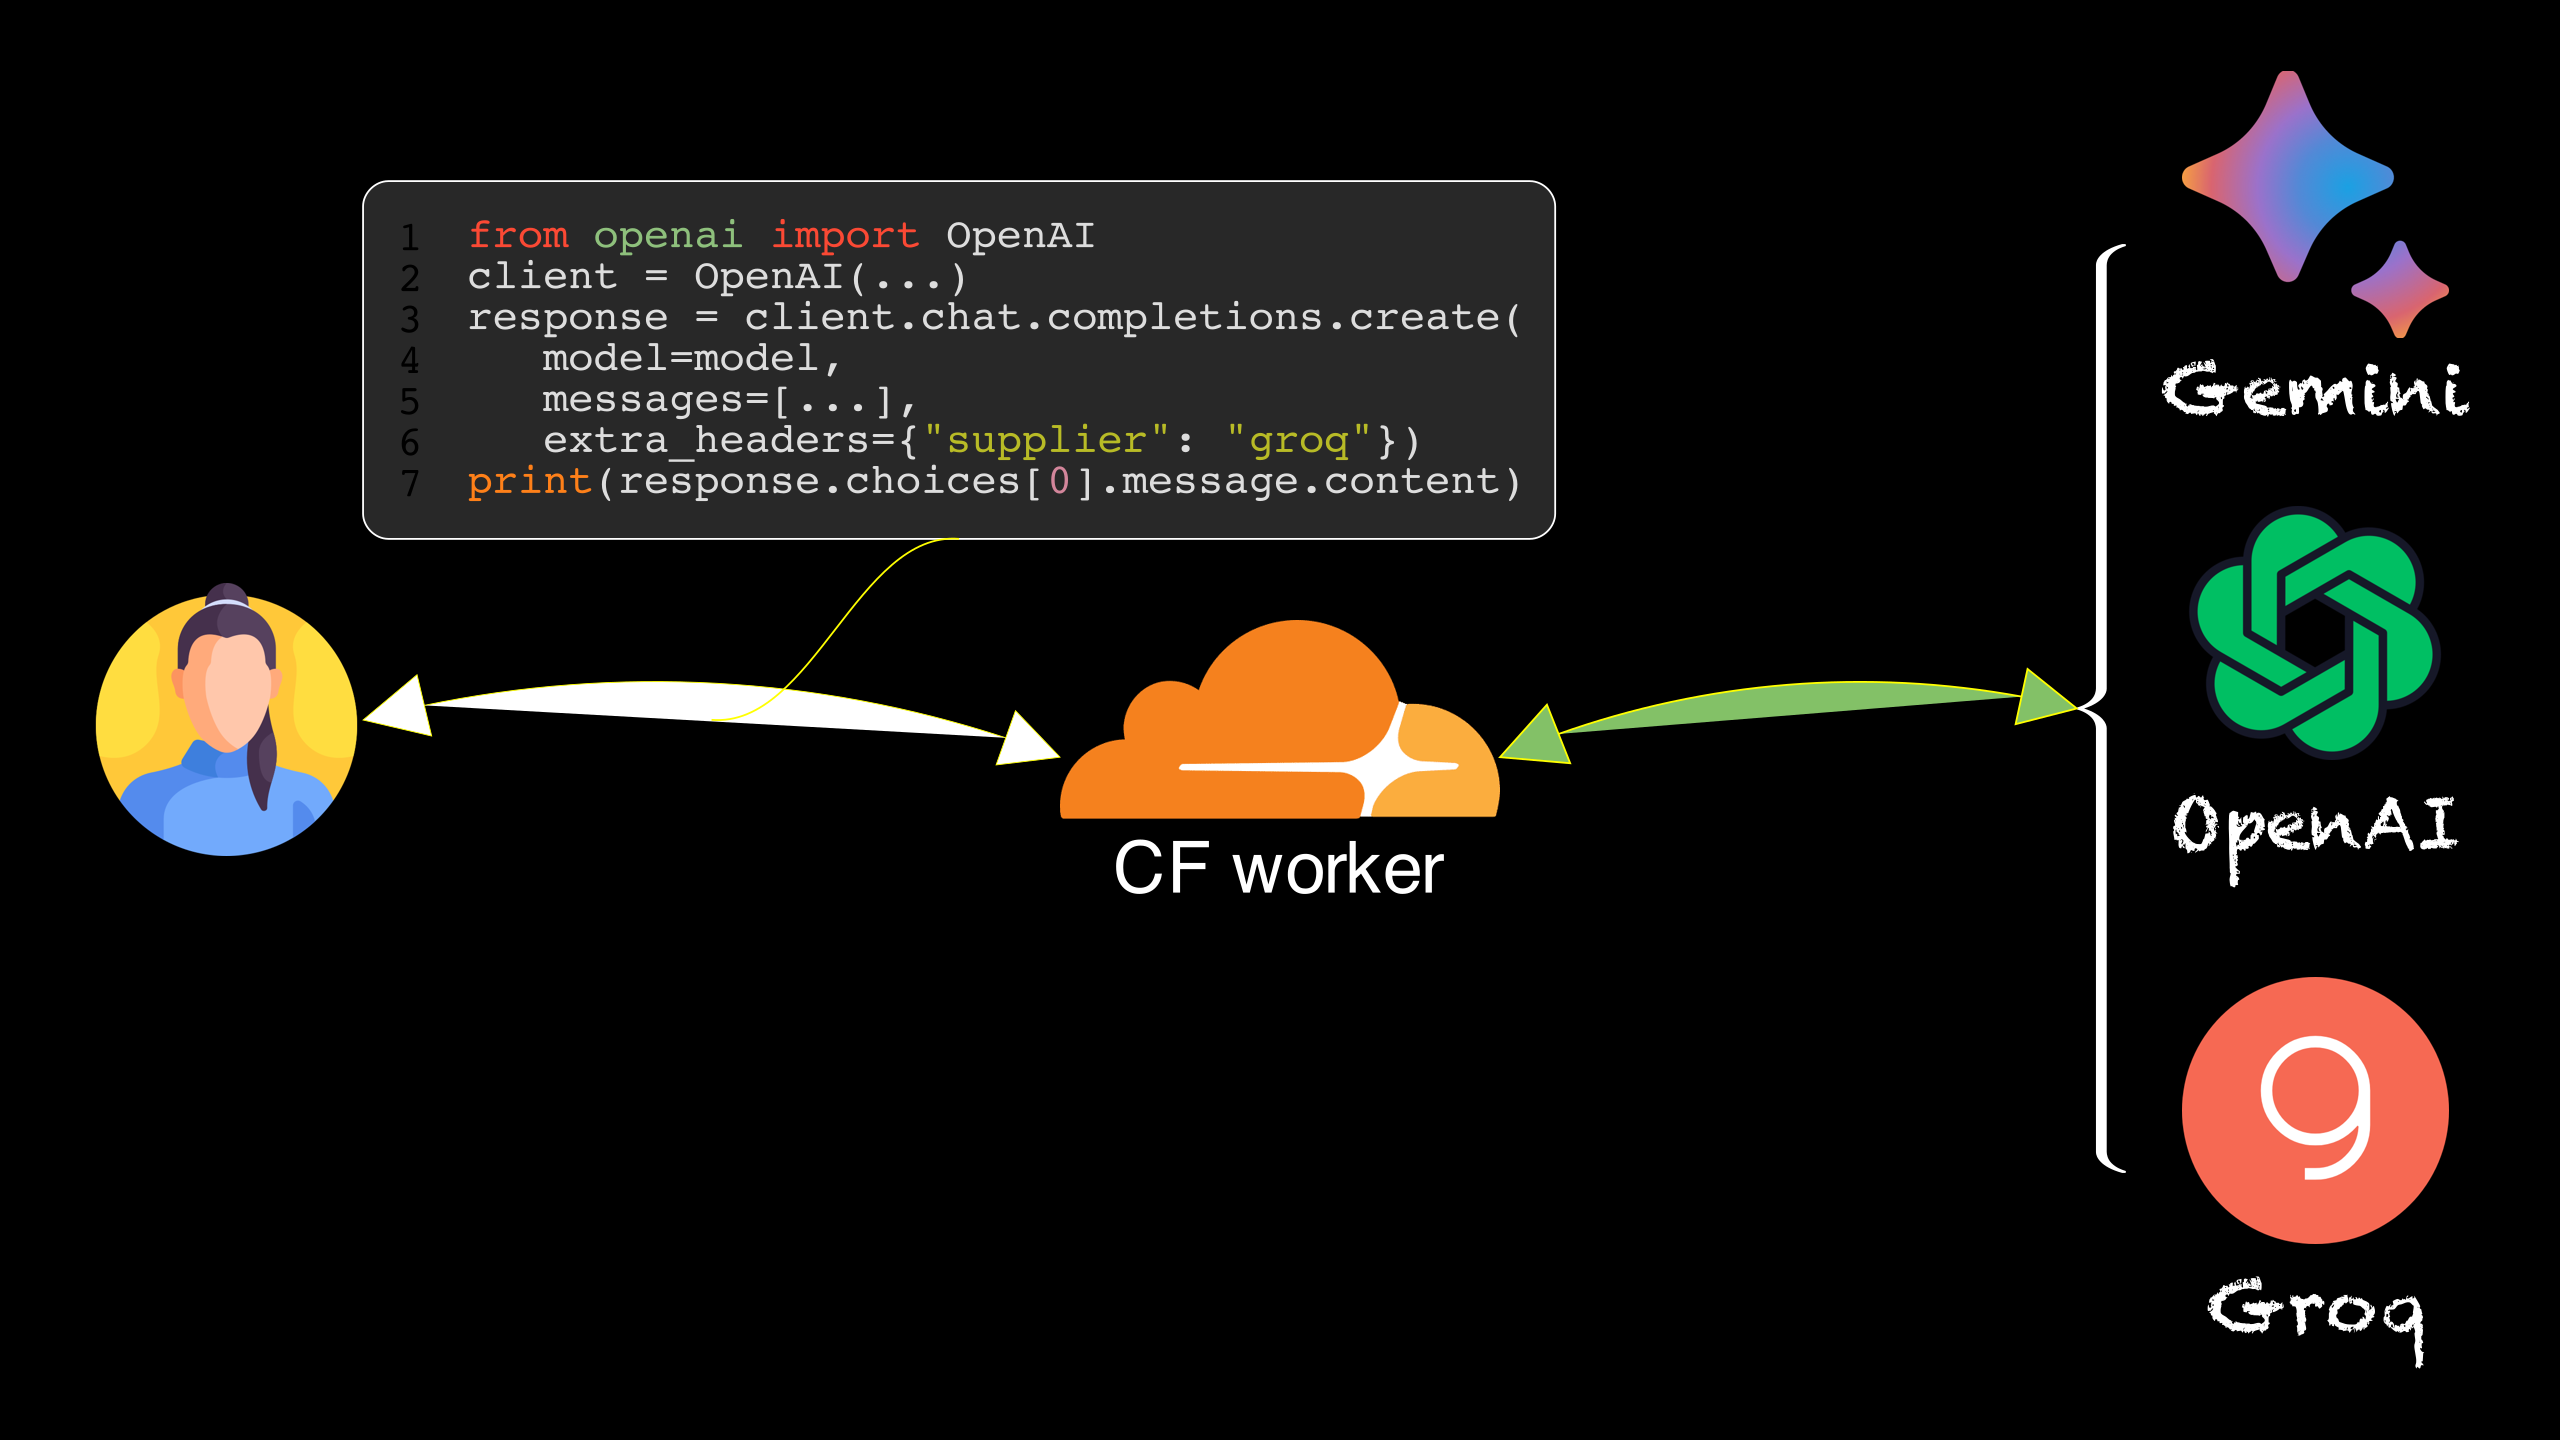 1 from openai import OpenAI
2 client = OpenAI(...)
3 response = client.chat.completions.create(
4    model=model,
5    messages=[...],
6    extra_headers={"supplier": "groq"})
7 print(response.choices[0].message.content)
CF worker
Gemini
OpenAI
g
Groq